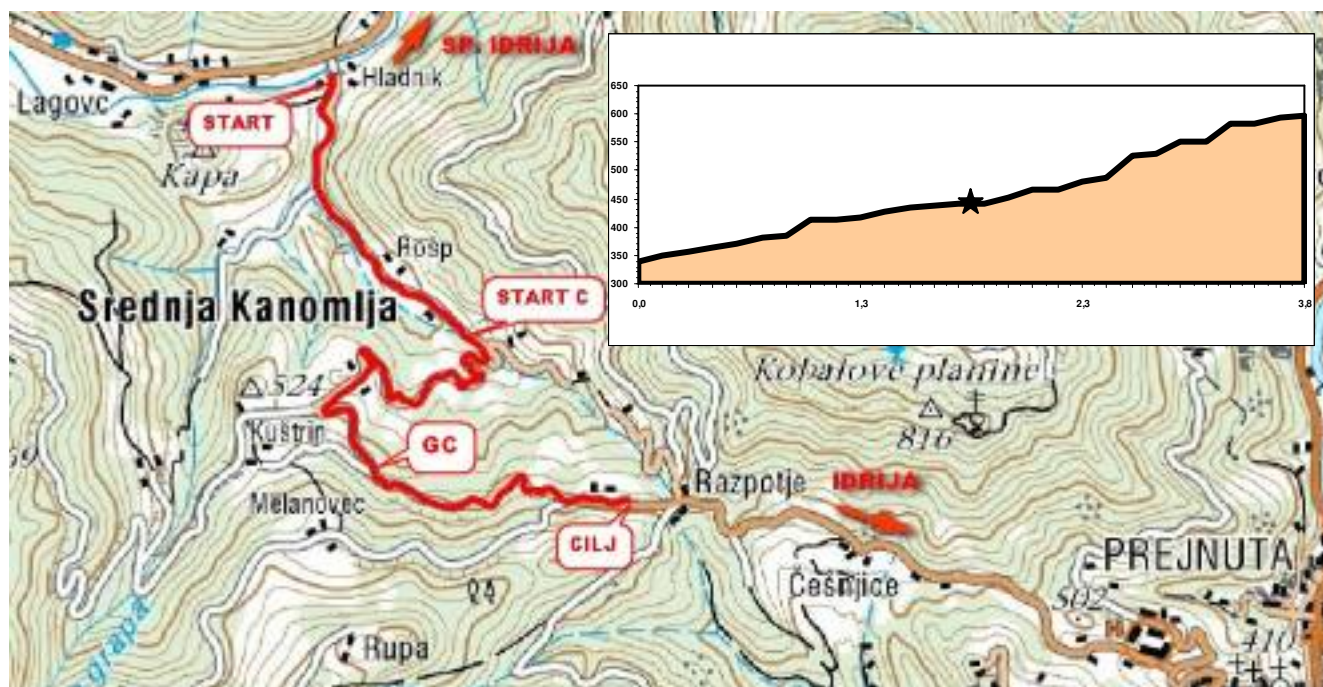 SP. IDRIJA
Hladnik
Lagovc
START
Kapa
Rošp
Srednja Kanomlja
START C
524
Kuštrin
GC
Melanovec
CILJ
Razpotje
IDRIJA
Kobalove planine
816
Češnjice
PREJNUTA
502
410
Rupa
grapa
650
600
550
500
450
400
350
300
0,0
1,3
2,3
3,8